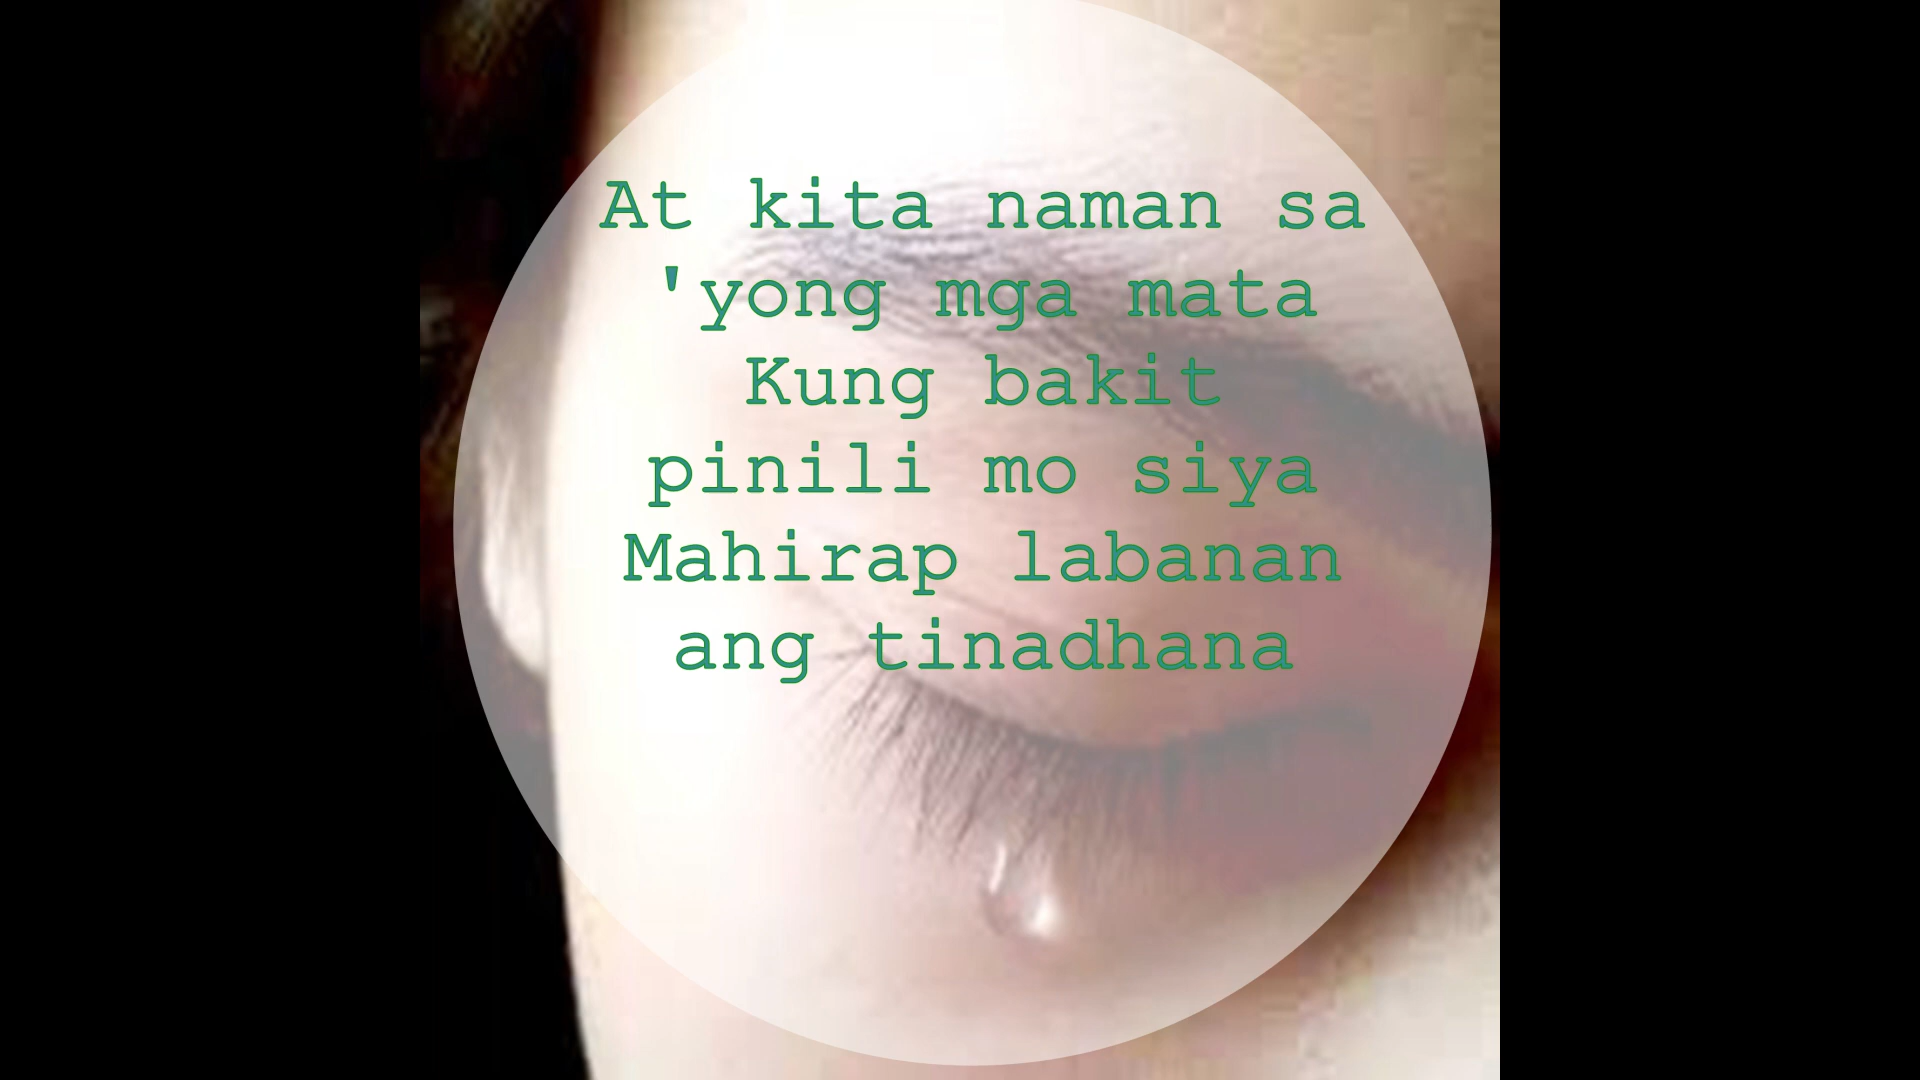 At kita naman sa
'yong mga mata
Kung bakit
pinili mo siya
Mahirap labanan
ang tinadhana